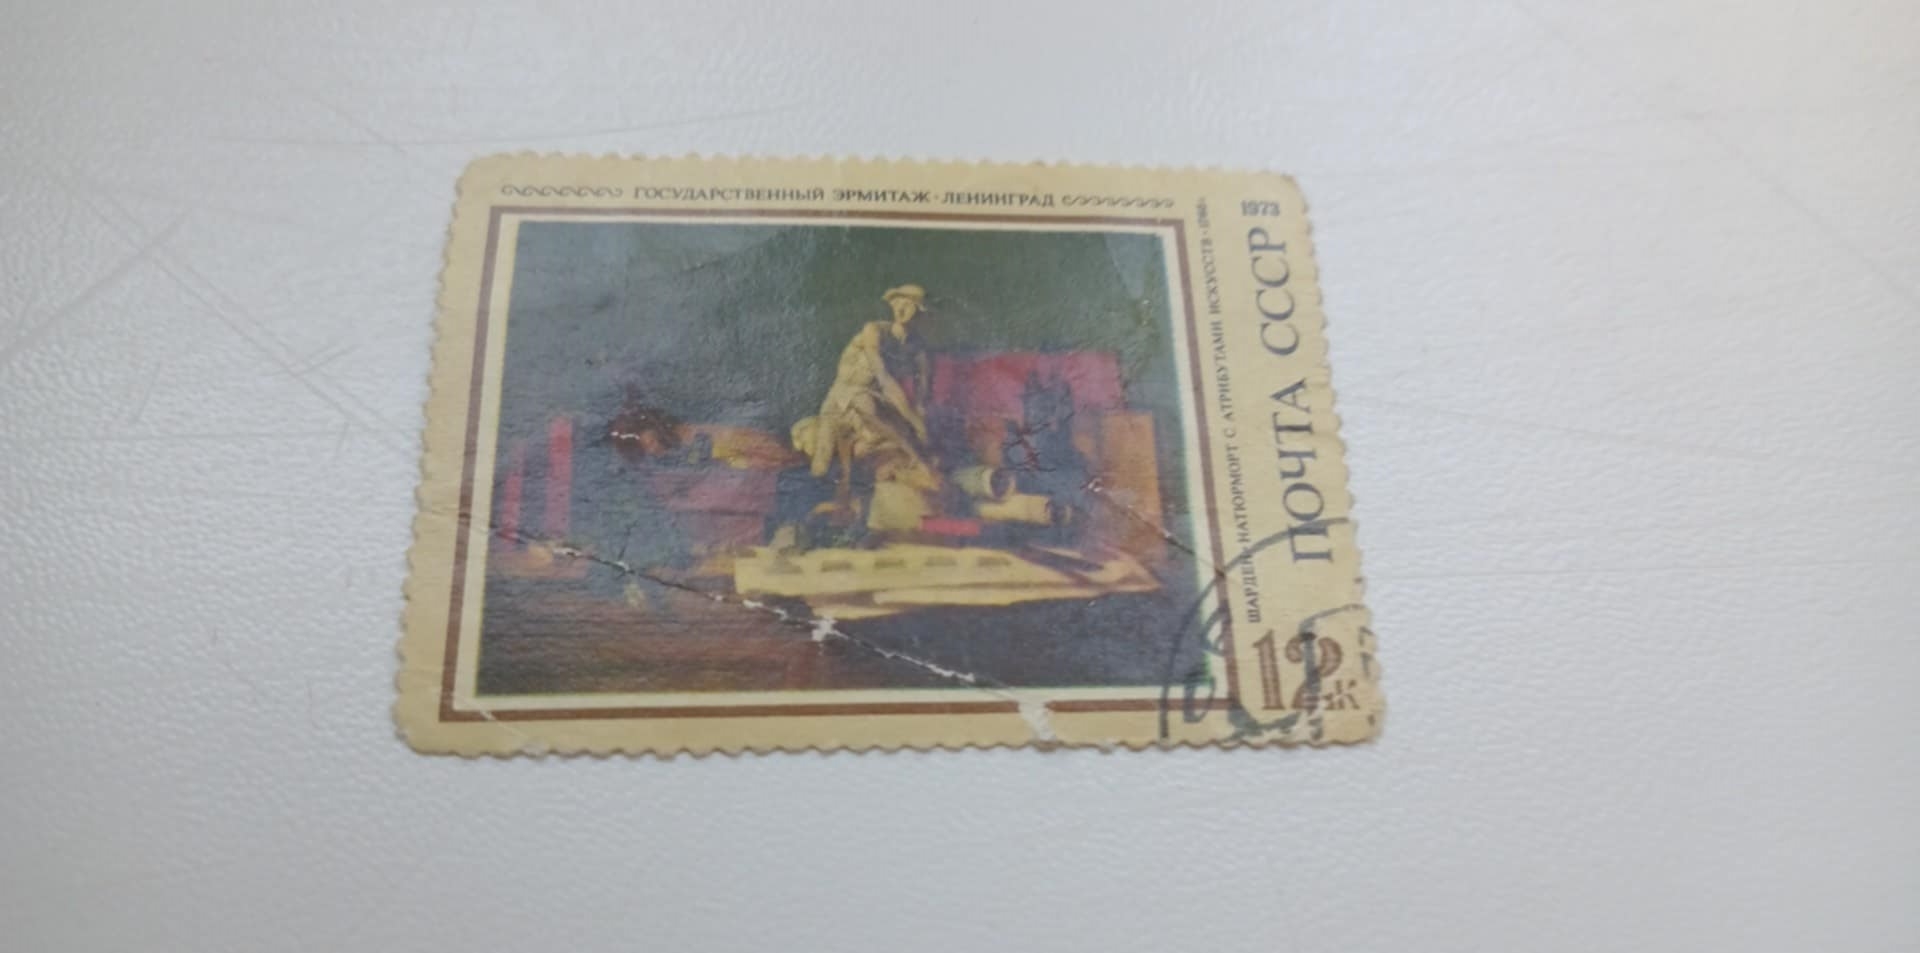 ГОСУДАРСТВЕННЫЙ ЭРМИТАЖ · ЛЕНИНГРАД
1973
ПОЧТА СССР
ШАРДЕН · НАТЮРМОРТ С АТРИБУТАМИ ИСКУССТВ ·
12К